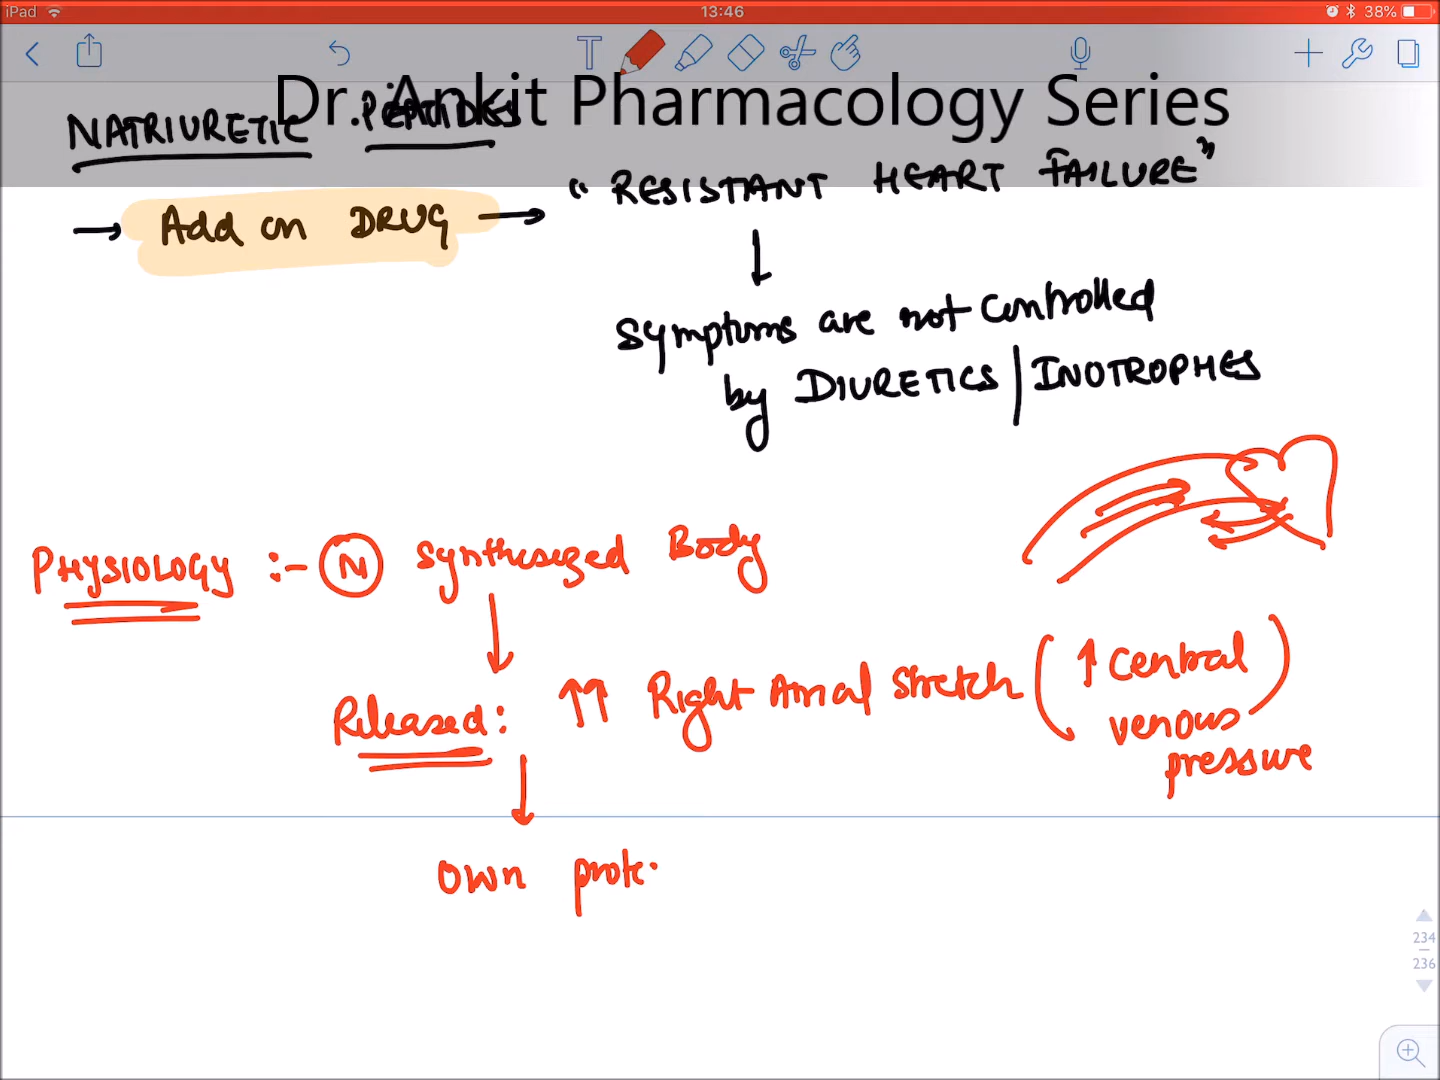 iPad 13:46 38%
T
Dr. Ankit Pharmacology Series
NATRIURETIC PEPTIDES
→ Add on DRUG → "RESISTANT HEART FAILURE"
↓
Symptoms are not controlled
by DIURETICS | INOTROPHES
PHYSIOLOGY :- N Synthesized Body
↓
Released: ↑↑ Right Atrial Stretch (↑ Central
venous
pressure)
↓
Own prote
234
236